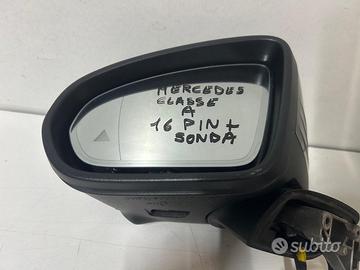 MERCEDES
CLASSE
A
16 PIN +
SONDA
subito